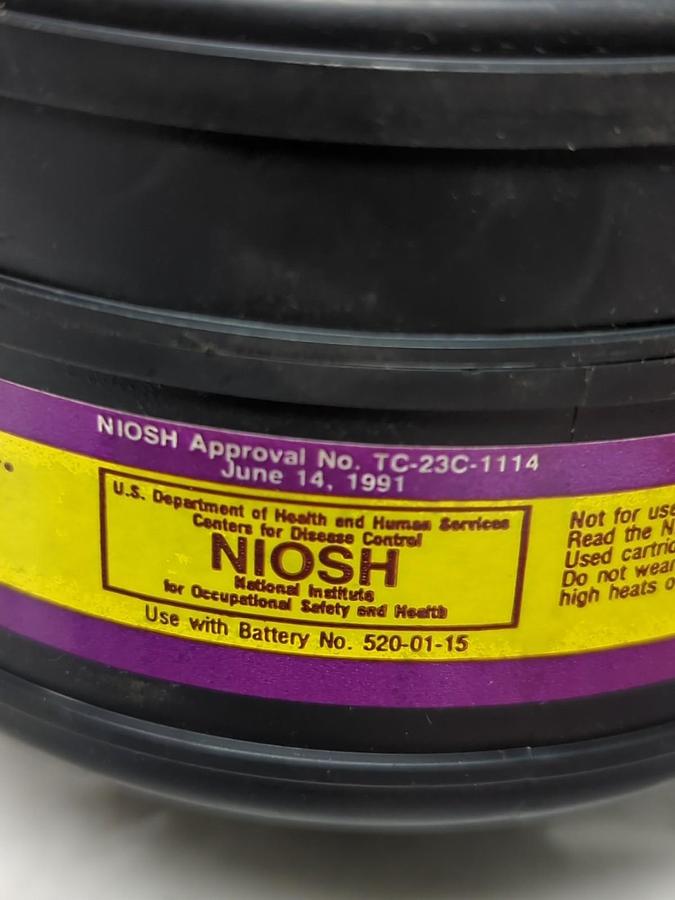 NIOSH Approval No. TC-23C-1114
June 14, 1991
U.S. Department of Health and Human Services
Centers for Disease Control
NIOSH
National Institute
for Occupational Safety and Health
Use with Battery No. 520-01-15
Not for use
Read the N
Used cartri
Do not wear
high heats o